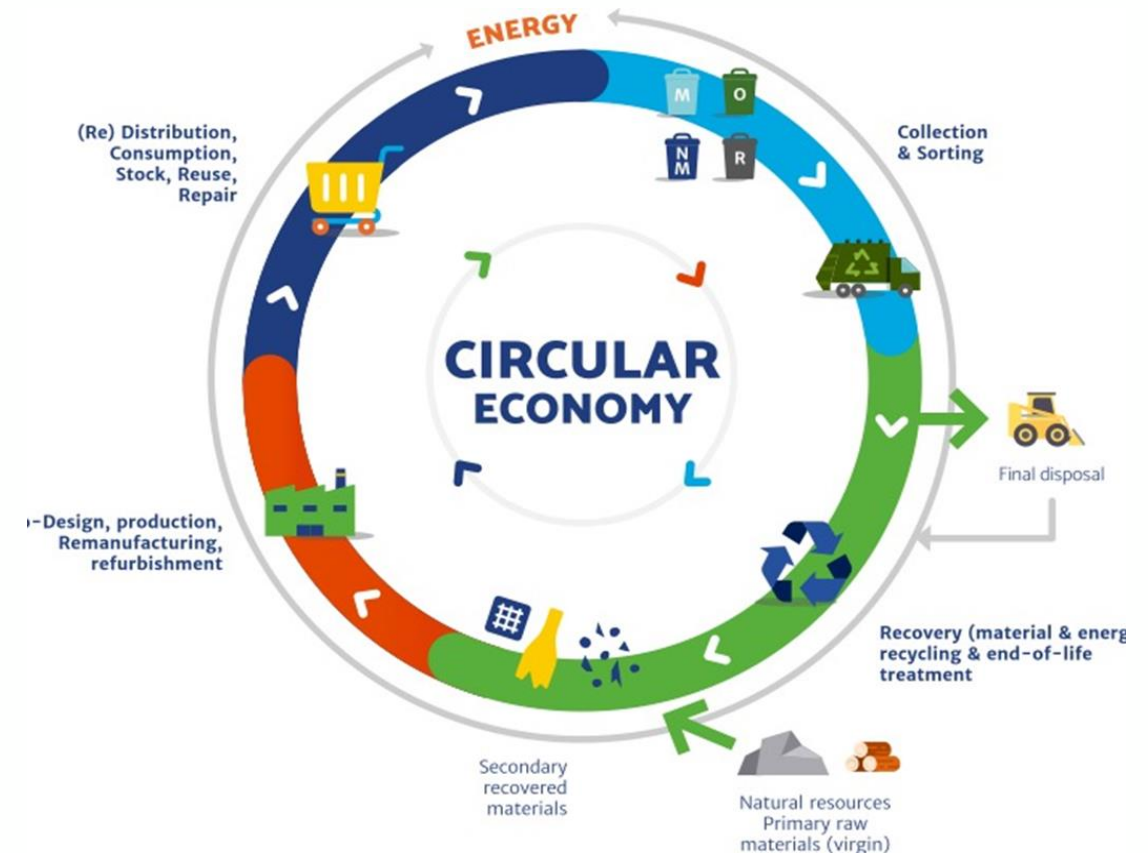 ENERGY
M
O
N
M
R
(Re) Distribution,
Consumption,
Stock, Reuse,
Repair
Collection
& Sorting
CIRCULAR
ECONOMY
Final disposal
-Design, production,
Remanufacturing,
refurbishment
Recovery (material & energ
recycling & end-of-life
treatment
Secondary
recovered
materials
Natural resources
Primary raw
materials (virgin)